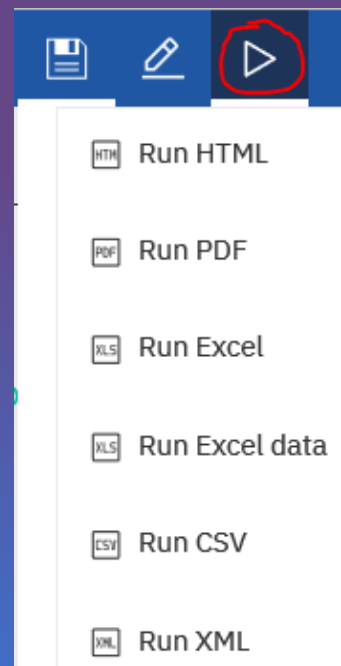 HTM Run HTML
PDF Run PDF
XLS Run Excel
XLS Run Excel data
CSV Run CSV
XML Run XML